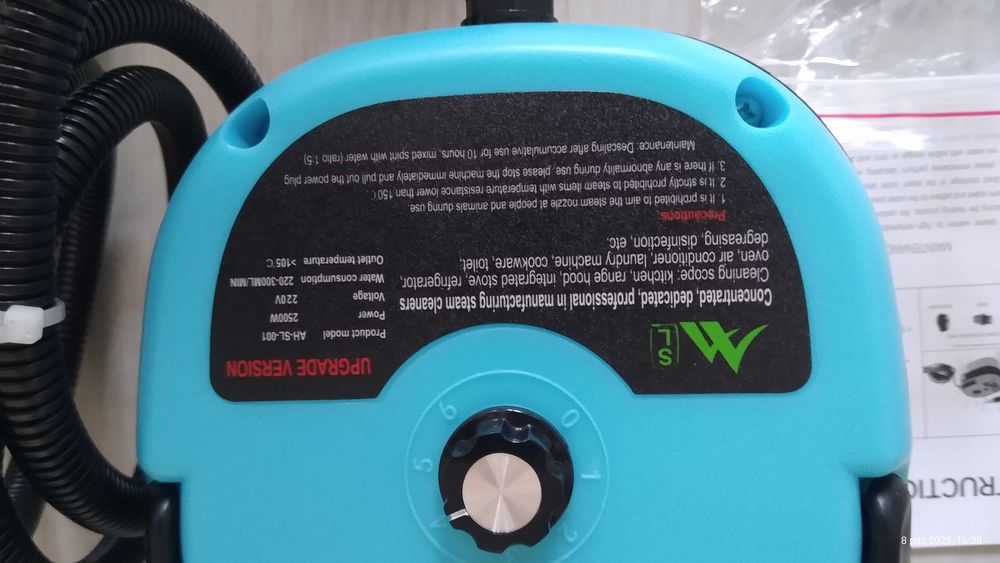 UPGRADE VERSION
Product model AH-SL-001
Power 2500W
Voltage 220V
Water consumption 220-300ML/MIN
Outlet temperature >105°C
SL
Concentrated, dedicated, professional in manufacturing steam cleaners
Cleaning scope: kitchen, range hood, integrated stove, refrigerator,
oven, air conditioner, laundry machine, cookware, toilet,
degreasing, disinfection, etc.
Precautions:
1. It is prohibited to aim the steam nozzle at people and animals during use.
2. It is strictly prohibited to steam items with temperature resistance lower than 150
3. If there is any abnormality during use, please stop the machine immediately and pull out the power plug
Maintenance: Descaling after accumulative use for 10 hours, mixed spirit with water (ratio 1:5)
0
1
2
5
6
TRUCTIO
MAINTENANC
8 paź 2025, 16:38